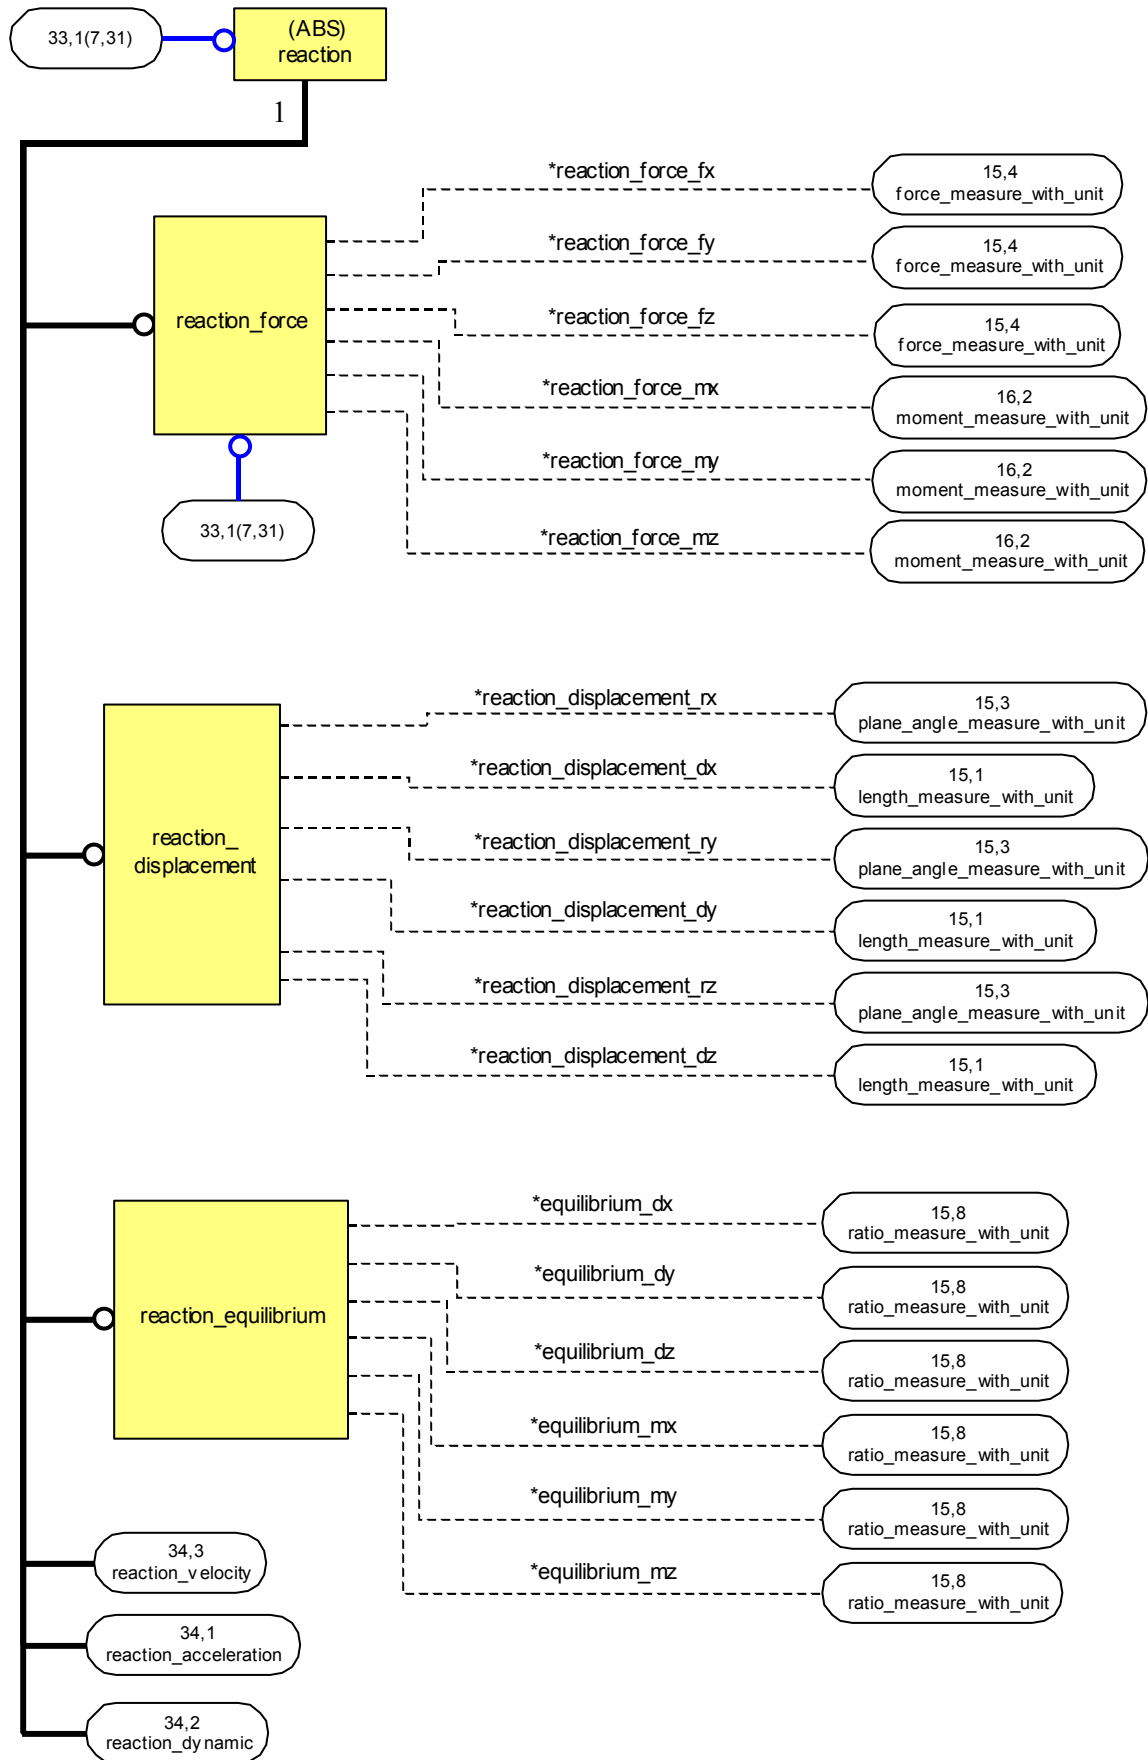 33,1(7,31)
(ABS)
reaction
1
*reaction_force_fx
15,4
force_measure_with_unit
*reaction_force_fy
15,4
force_measure_with_unit
reaction_force
*reaction_force_fz
15,4
force_measure_with_unit
*reaction_force_mx
16,2
moment_measure_with_unit
*reaction_force_my
16,2
moment_measure_with_unit
33,1(7,31)
*reaction_force_mz
16,2
moment_measure_with_unit
*reaction_displacement_rx
15,3
plane_angle_measure_with_unit
*reaction_displacement_dx
15,1
length_measure_with_unit
reaction_
displacement
*reaction_displacement_ry
15,3
plane_angle_measure_with_unit
*reaction_displacement_dy
15,1
length_measure_with_unit
*reaction_displacement_rz
15,3
plane_angle_measure_with_unit
*reaction_displacement_dz
15,1
length_measure_with_unit
*equilibrium_dx
15,8
ratio_measure_with_unit
*equilibrium_dy
15,8
ratio_measure_with_unit
reaction_equilibrium
*equilibrium_dz
15,8
ratio_measure_with_unit
*equilibrium_mx
15,8
ratio_measure_with_unit
*equilibrium_my
15,8
ratio_measure_with_unit
*equilibrium_mz
15,8
ratio_measure_with_unit
34,3
reaction_velocity
34,1
reaction_acceleration
34,2
reaction_dynamic